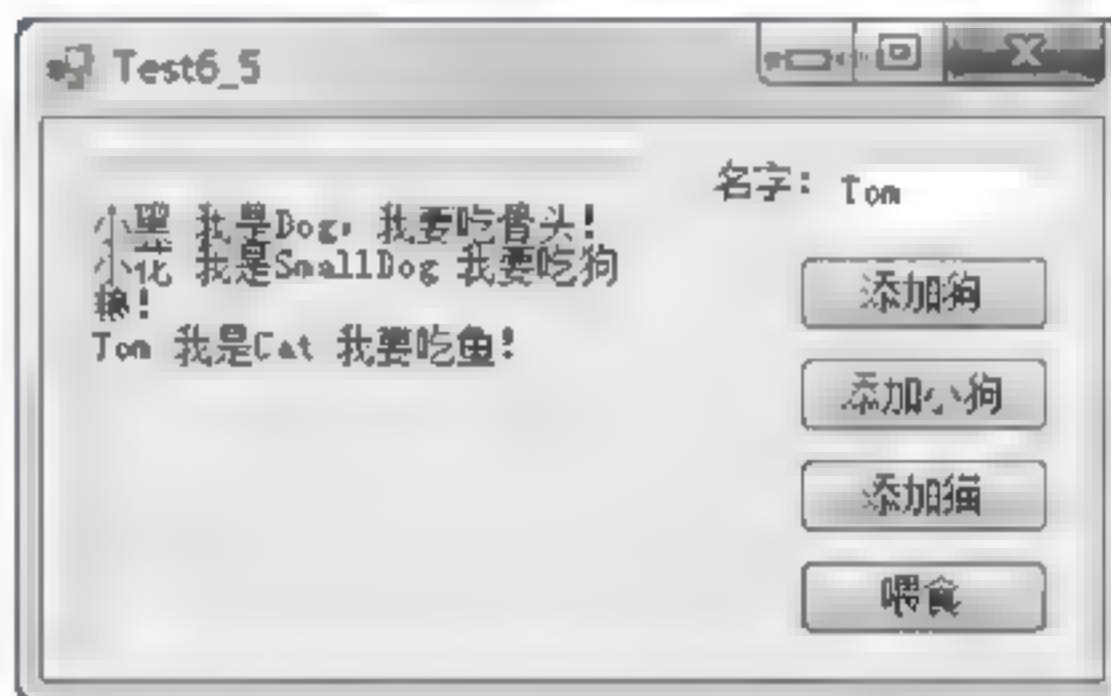 Test6_5
名字: Tom
小黑 我是Dog, 我要吃骨头!
小花 我是SmallDog 我要吃狗
粮!
Tom 我是Cat 我要吃鱼!
添加狗
添加小狗
添加猫
喂食